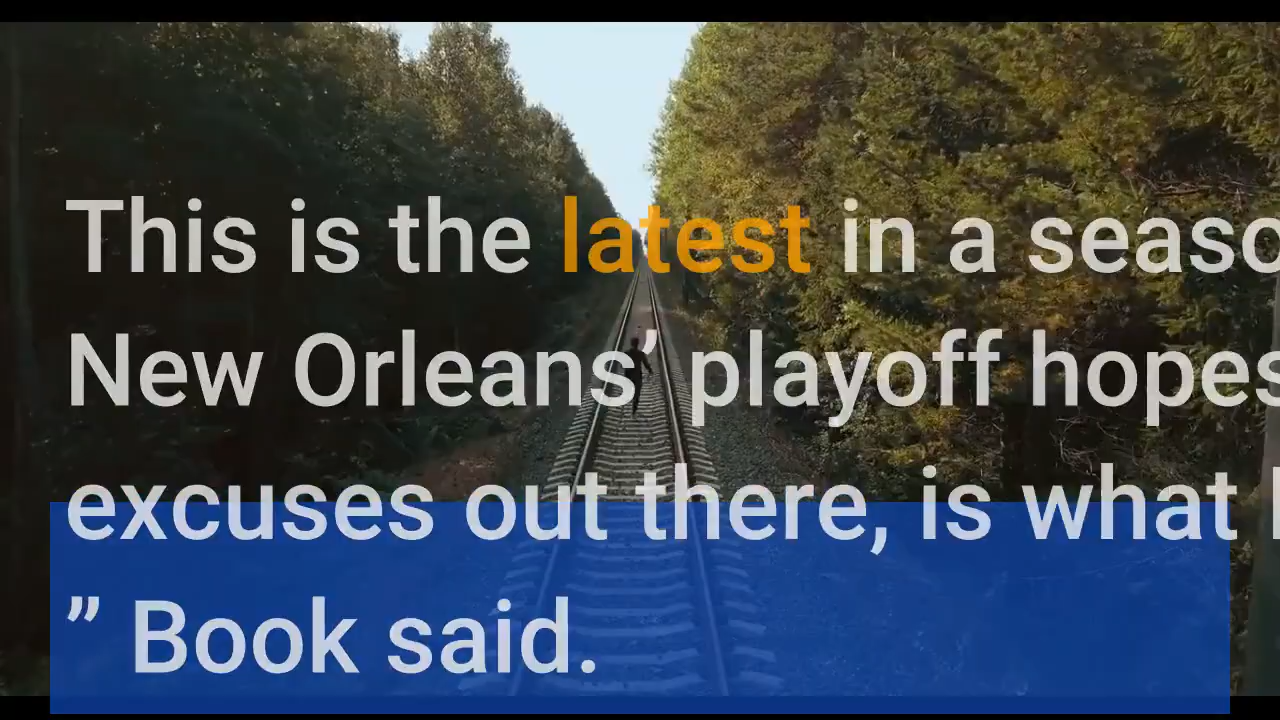 This is the latest in a seaso
New Orleans’ playoff hopes
excuses out there, is what
” Book said.